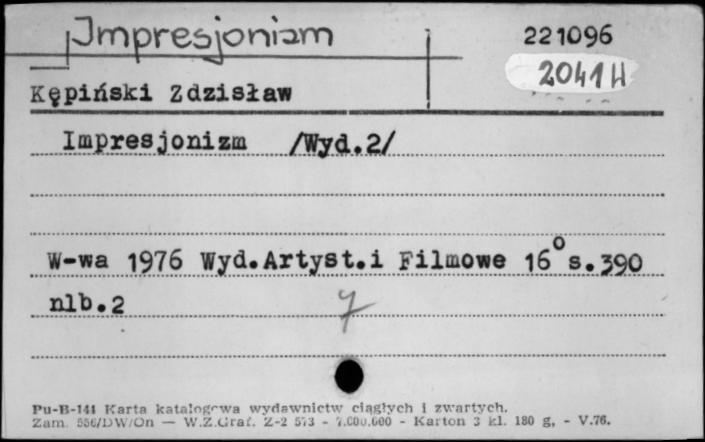 Impresjonizm
221096
2041 H
Kępiński Zdzisław
Impresjonizm /Wyd.2/
W-wa 1976 Wyd.Artyst.i Filmowe 16° s.390
nlb.2
7
Pu-B-144 Karta katalogowa wydawnictw ciągłych i zwartych.
Zam. 556/DW/On — W.Z.Graf. Z-2 573 - 7.000.000 - Karton 3 kl. 180 g, - V.76.